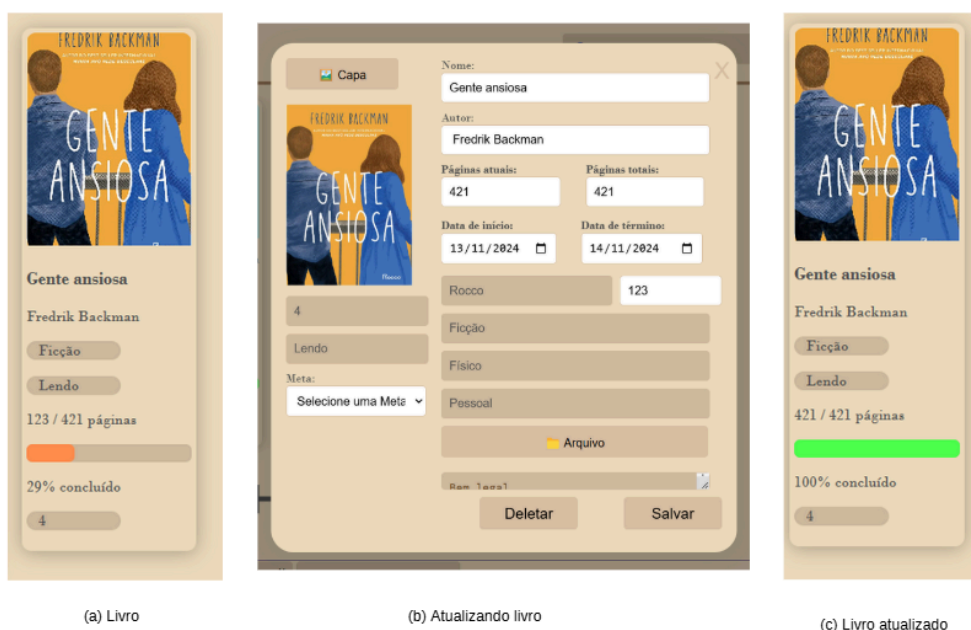 FREDRIK BACKMAN
GENTE
ANSIOSA
Gente ansiosa
Fredrik Backman
Ficção
Lendo
123 / 421 páginas
29% concluído
4
(a) Livro
🖼️ Capa
FREDRIK BACKMAN
GENTE
ANSIOSA
Rocco
4
Lendo
Meta:
Selecione uma Meta
X
Nome:
Gente ansiosa
Autor:
Fredrik Backman
Páginas atuais: Páginas totais:
421 421
Data de início: Data de término:
13/11/2024 14/11/2024
Rocco 123
Ficção
Físico
Pessoal
📁 Arquivo
Bem legal
Deletar Salvar
(b) Atualizando livro
FREDRIK BACKMAN
GENTE
ANSIOSA
Gente ansiosa
Fredrik Backman
Ficção
Lendo
421 / 421 páginas
100% concluído
4
(c) Livro atualizado